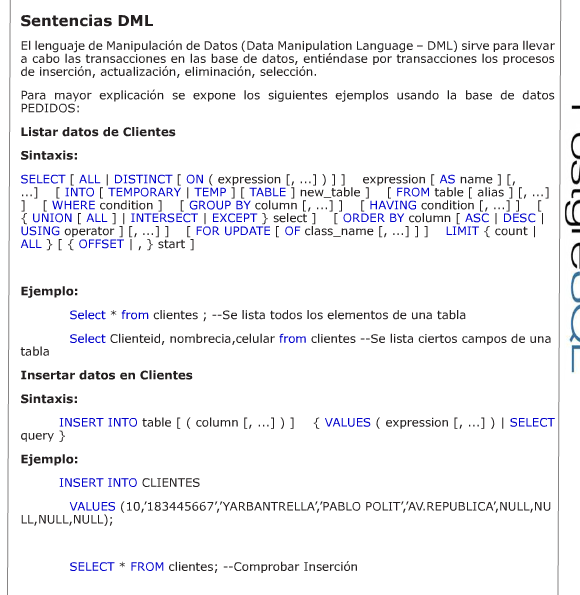 Sentencias DML
El lenguaje de Manipulación de Datos (Data Manipulation Language – DML) sirve para llevar
a cabo las transacciones en las base de datos, entiéndase por transacciones los procesos
de inserción, actualización, eliminación, selección.
Para mayor explicación se expone los siguientes ejemplos usando la base de datos
PEDIDOS:
Listar datos de Clientes
Sintaxis:
SELECT [ ALL | DISTINCT [ ON ( expression [, ...] ) ] ] expression [ AS name ] [,
...] [ INTO [ TEMPORARY | TEMP ] [ TABLE ] new_table ] [ FROM table [ alias ] [, ...]
] [ WHERE condition ] [ GROUP BY column [, ...] ] [ HAVING condition [, ...] ] [
{ UNION [ ALL ] | INTERSECT | EXCEPT } select ] [ ORDER BY column [ ASC | DESC |
USING operator ] [, ...] ] [ FOR UPDATE [ OF class_name [, ...] ] ] LIMIT { count |
ALL } [ { OFFSET | , } start ]
Ejemplo:
Select * from clientes ; --Se lista todos los elementos de una tabla
Select Clienteid, nombrecia,celular from clientes --Se lista ciertos campos de una
tabla
Insertar datos en Clientes
Sintaxis:
INSERT INTO table [ ( column [, ...] ) ] { VALUES ( expression [, ...] ) | SELECT
query }
Ejemplo:
INSERT INTO CLIENTES
VALUES (10,'183445667','YARBANTRELLA','PABLO POLIT','AV.REPUBLICA',NULL,NU
LL,NULL,NULL);
SELECT * FROM clientes; --Comprobar Inserción
PostgreSQL